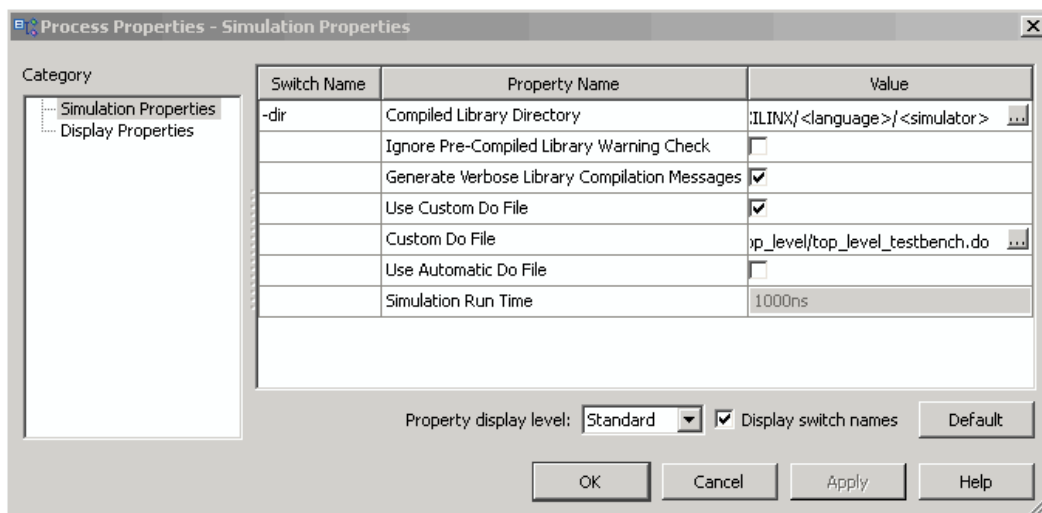 Process Properties - Simulation Properties
Category
Simulation Properties
Display Properties
Switch Name Property Name Value
-dir Compiled Library Directory XILINX/<language>/<simulator> ...
Ignore Pre-Compiled Library Warning Check
Generate Verbose Library Compilation Messages
Use Custom Do File
Custom Do File op_level/top_level_testbench.do ...
Use Automatic Do File
Simulation Run Time 1000ns
Property display level: Standard Display switch names Default
OK Cancel Apply Help